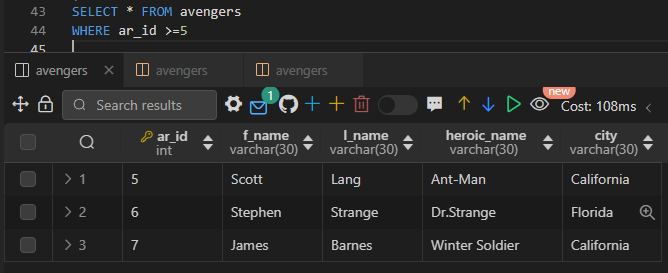 43 SELECT * FROM avengers
44 WHERE ar_id >=5
45
avengers × avengers avengers
Search results 1 new Cost: 108ms
ar_id f_name l_name heroic_name city
int varchar(30) varchar(30) varchar(30) varchar(30)
1 5 Scott Lang Ant-Man California
2 6 Stephen Strange Dr.Strange Florida
3 7 James Barnes Winter Soldier California